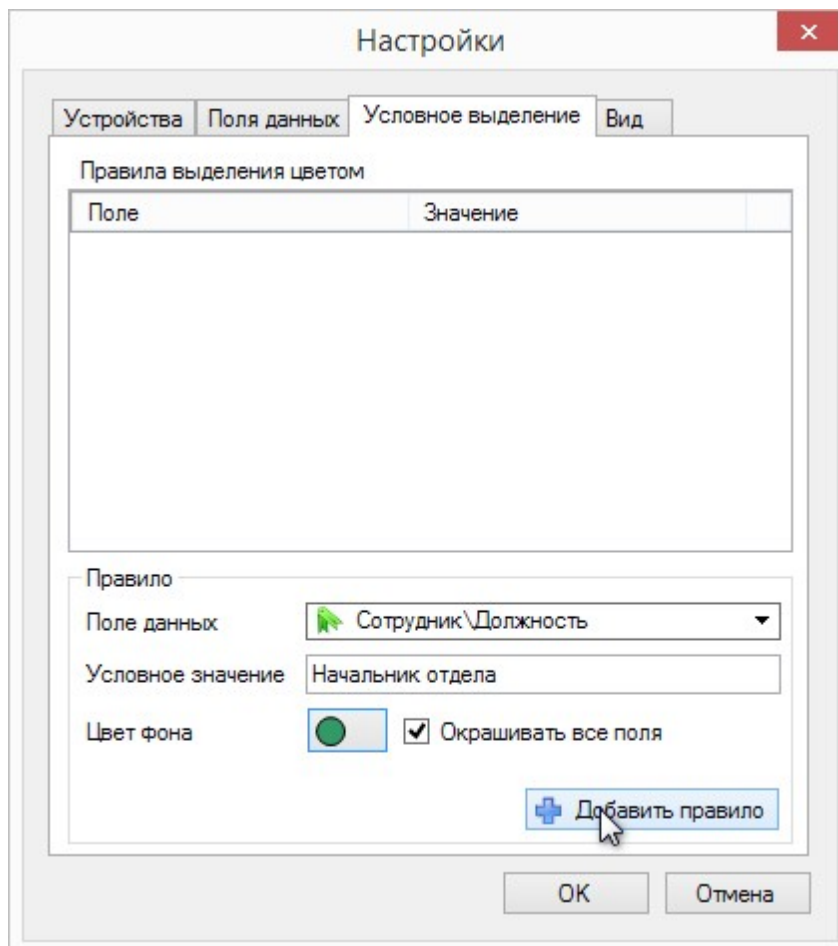 Настройки
Устройства Поля данных Условное выделение Вид
Правила выделения цветом
Поле Значение
Правило
Поле данных Сотрудник\Должность
Условное значение Начальник отдела
Цвет фона Окрашивать все поля
Добавить правило
OK Отмена